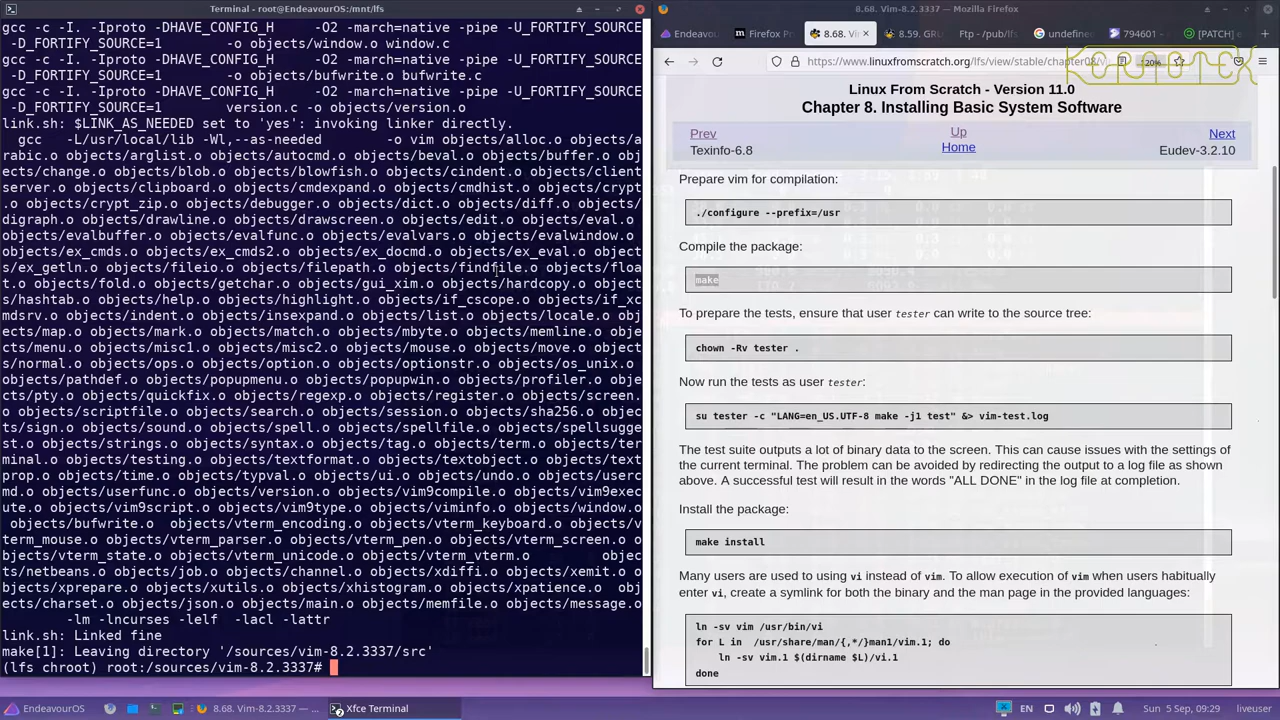 Terminal - root@EndeavourOS:/mnt/lfs
gcc -c -I. -Iproto -DHAVE_CONFIG_H     -O2 -march=native -pipe -U_FORTIFY_SOURCE
 -D_FORTIFY_SOURCE=1      -o objects/window.o window.c
gcc -c -I. -Iproto -DHAVE_CONFIG_H     -O2 -march=native -pipe -U_FORTIFY_SOURCE
 -D_FORTIFY_SOURCE=1      -o objects/bufwrite.o bufwrite.c
gcc -c -I. -Iproto -DHAVE_CONFIG_H     -O2 -march=native -pipe -U_FORTIFY_SOURCE
 -D_FORTIFY_SOURCE=1      version.c -o objects/version.o
link.sh: $LINK_AS_NEEDED set to 'yes': invoking linker directly.
  gcc   -L/usr/local/lib -Wl,--as-needed     -o vim objects/alloc.o objects/a
rabic.o objects/arglist.o objects/autocmd.o objects/beval.o objects/buffer.o obj
ects/change.o objects/blob.o objects/blowfish.o objects/cindent.o objects/client
server.o objects/clipboard.o objects/cmdexpand.o objects/cmdhist.o objects/crypt
.o objects/crypt_zip.o objects/debugger.o objects/dict.o objects/diff.o objects/
digraph.o objects/drawline.o objects/drawscreen.o objects/edit.o objects/eval.o
objects/evalbuffer.o objects/evalfunc.o objects/evalvars.o objects/evalwindow.o
objects/ex_cmds.o objects/ex_cmds2.o objects/ex_docmd.o objects/ex_eval.o object
s/ex_getln.o objects/fileio.o objects/filepath.o objects/findfile.o objects/floa
t.o objects/fold.o objects/getchar.o objects/gui_xim.o objects/hardcopy.o object
s/hashtab.o objects/help.o objects/highlight.o objects/if_cscope.o objects/if_xc
mdsrv.o objects/indent.o objects/insexpand.o objects/list.o objects/locale.o obj
ects/map.o objects/mark.o objects/match.o objects/mbyte.o objects/memline.o obje
cts/menu.o objects/misc1.o objects/misc2.o objects/mouse.o objects/move.o object
s/normal.o objects/ops.o objects/option.o objects/optionstr.o objects/os_unix.o
objects/pathdef.o objects/popupmenu.o objects/popupwin.o objects/profiler.o obje
cts/pty.o objects/quickfix.o objects/regexp.o objects/register.o objects/screen.
o objects/scriptfile.o objects/search.o objects/session.o objects/sha256.o objec
ts/sign.o objects/sound.o objects/spell.o objects/spellfile.o objects/spellsugge
st.o objects/strings.o objects/syntax.o objects/tag.o objects/term.o objects/ter
minal.o objects/testing.o objects/textformat.o objects/textobject.o objects/text
prop.o objects/time.o objects/typval.o objects/ui.o objects/undo.o objects/userc
md.o objects/userfunc.o objects/version.o objects/vim9compile.o objects/vim9exec
ute.o objects/vim9script.o objects/vim9type.o objects/viminfo.o objects/window.o
 objects/bufwrite.o  objects/vterm_encoding.o objects/vterm_keyboard.o objects/v
term_mouse.o objects/vterm_parser.o objects/vterm_pen.o objects/vterm_screen.o o
bjects/vterm_state.o objects/vterm_unicode.o objects/vterm_vterm.o         objec
ts/netbeans.o objects/job.o objects/channel.o objects/xdiffi.o objects/xemit.o o
bjects/xprepare.o objects/xutils.o objects/xhistogram.o objects/xpatience.o obje
cts/charset.o objects/json.o objects/main.o objects/memfile.o objects/message.o
       -lm -lncurses -lelf  -lacl -lattr
link.sh: Linked fine
make[1]: Leaving directory '/sources/vim-8.2.3337/src'
(lfs chroot) root:/sources/vim-8.2.3337#
8.68. Vim-8.2.3337 — Mozilla Firefox
Endeavour
Firefox Pr
8.68. Vi
8.59. GRU
Ftp - /pub/lfs
undefined
794601 -
[PATCH] e
https://www.linuxfromscratch.org/lfs/view/stable/chapter08/v
120%
Linux From Scratch - Version 11.0
Chapter 8. Installing Basic System Software
Prev
Up
Next
Texinfo-6.8
Home
Eudev-3.2.10
Prepare vim for compilation:
./configure --prefix=/usr
Compile the package:
make
To prepare the tests, ensure that user tester can write to the source tree:
chown -Rv tester .
Now run the tests as user tester:
su tester -c "LANG=en_US.UTF-8 make -j1 test" &> vim-test.log
The test suite outputs a lot of binary data to the screen. This can cause issues with the settings of
the current terminal. The problem can be avoided by redirecting the output to a log file as shown
above. A successful test will result in the words "ALL DONE" in the log file at completion.
Install the package:
make install
Many users are used to using vi instead of vim. To allow execution of vim when users habitually
enter vi, create a symlink for both the binary and the man page in the provided languages:
ln -sv vim /usr/bin/vi
for L in  /usr/share/man/{,*/}man1/vim.1; do
    ln -sv vim.1 $(dirname $L)/vi.1
done
EndeavourOS
8.68. Vim-8.2.3337 — ...
2
Xfce Terminal
EN
Sun 5 Sep, 09:29
liveuser